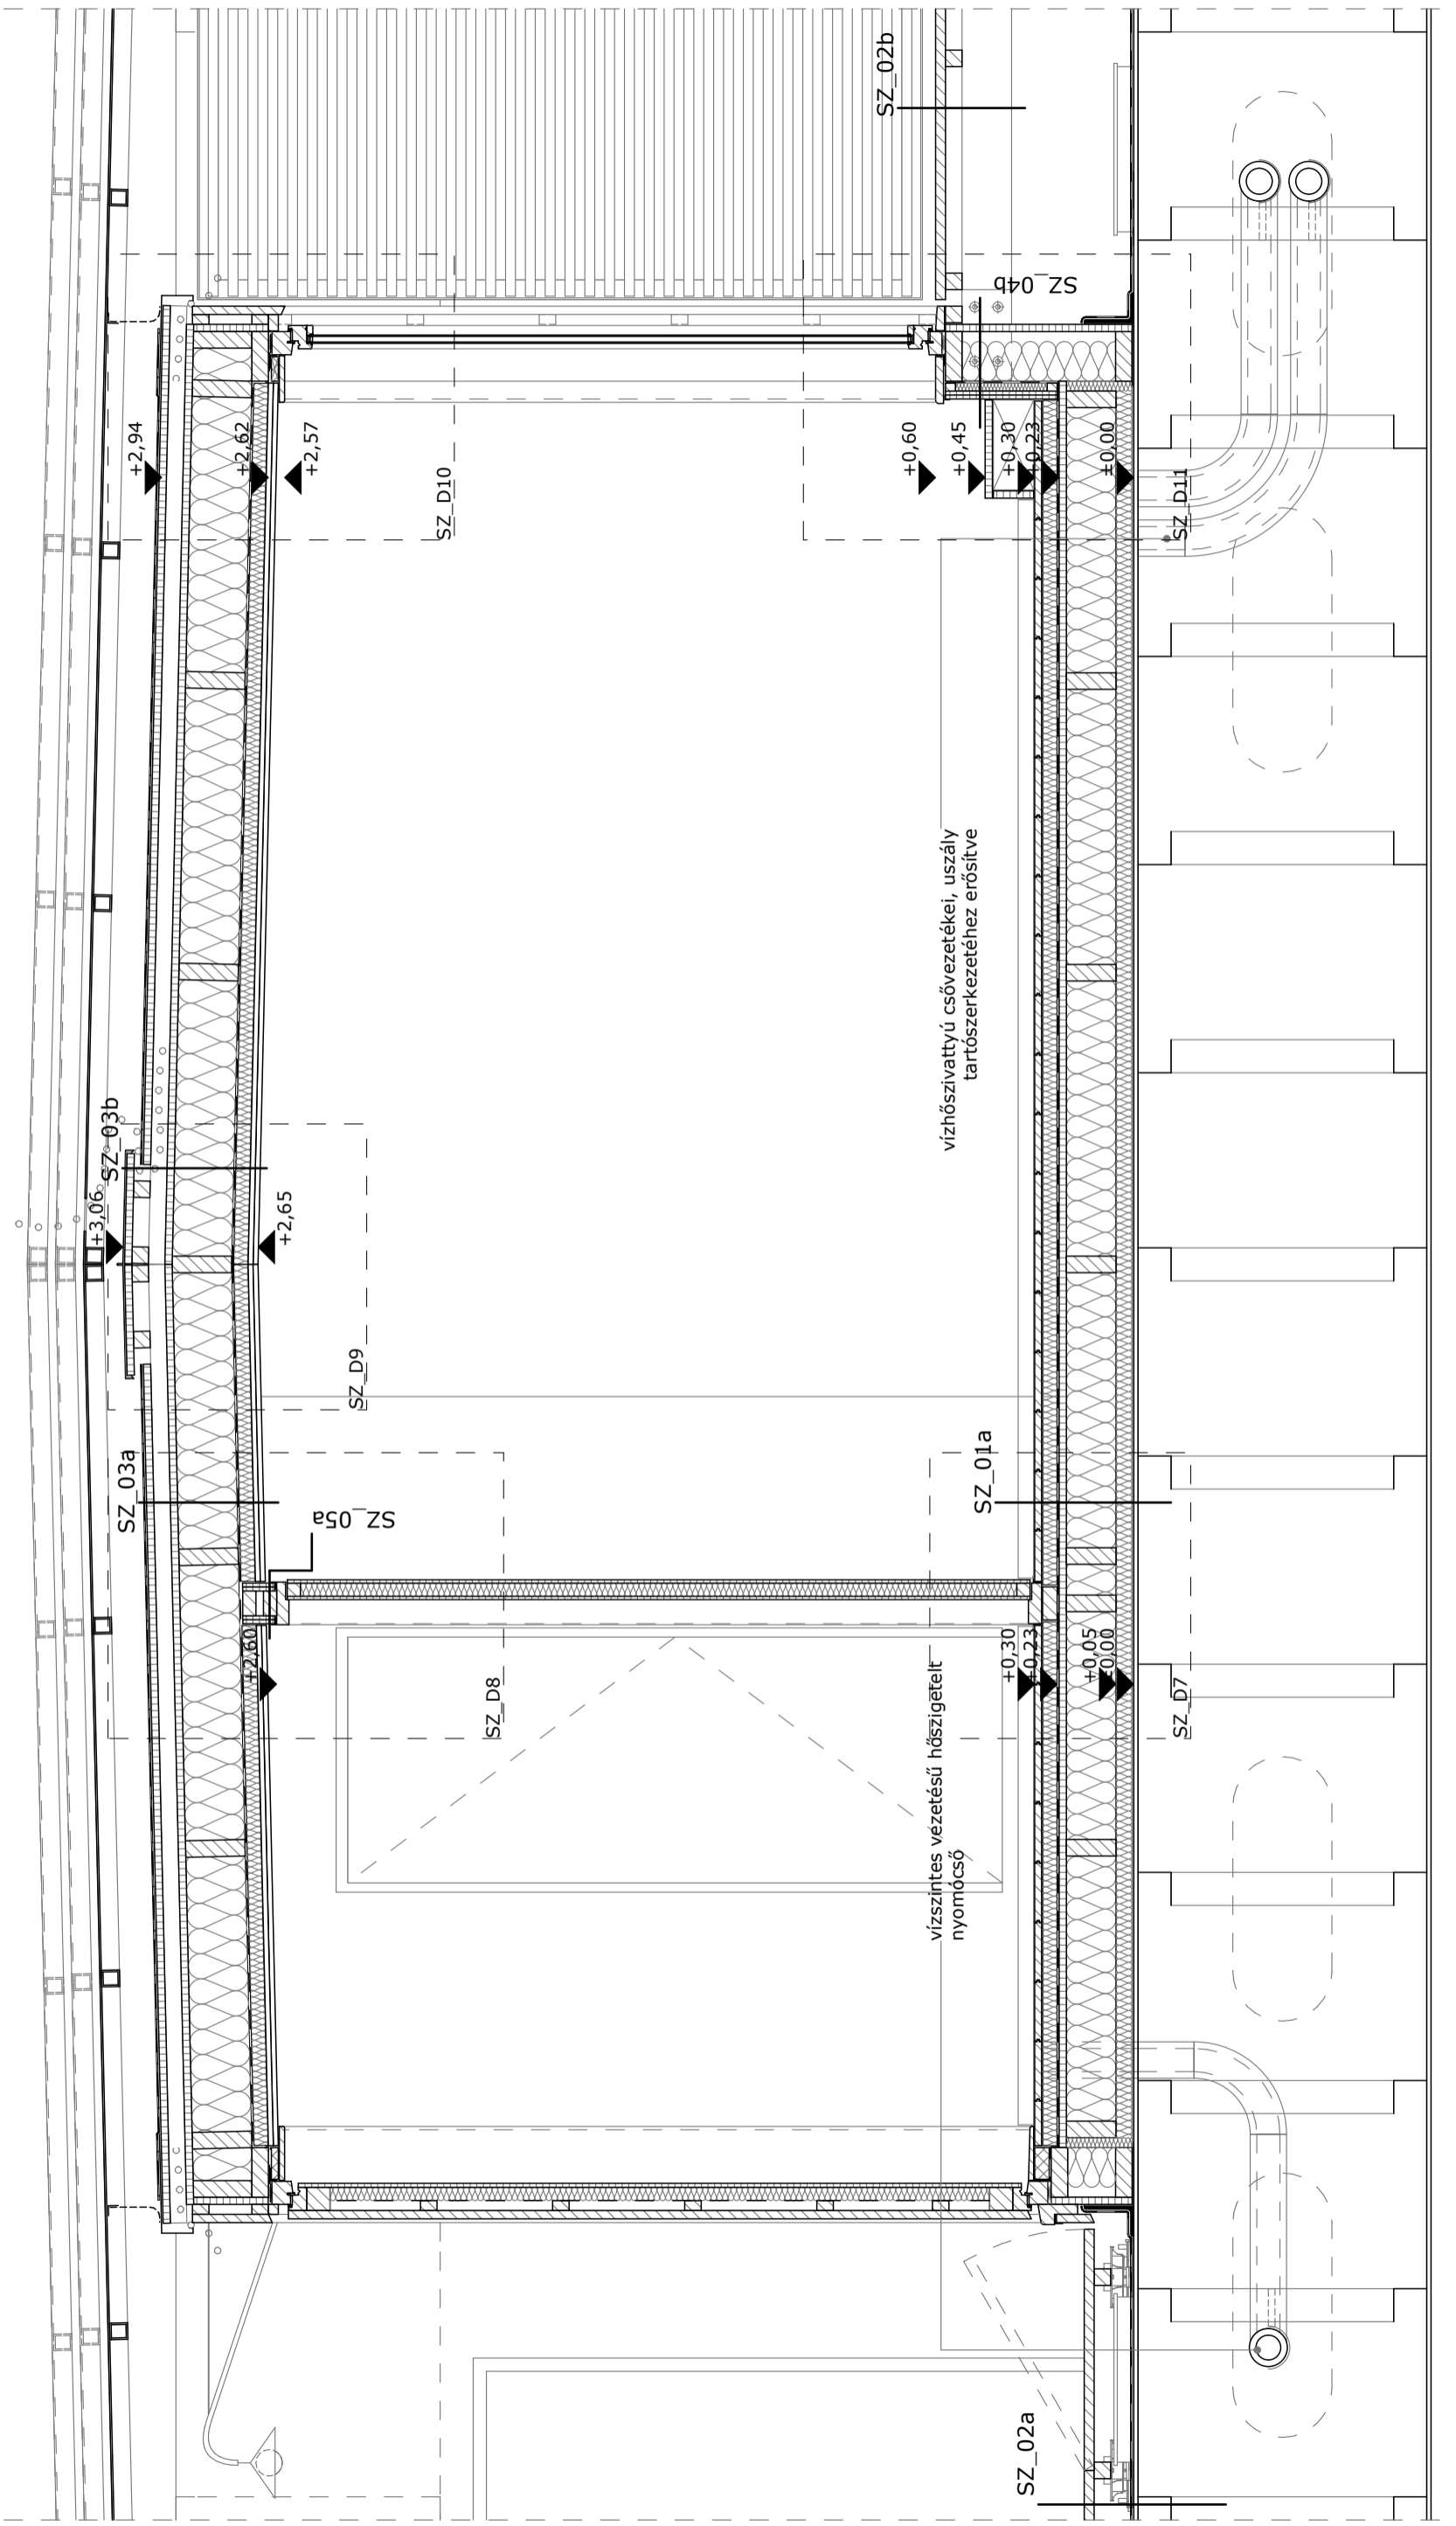 SZ_02b
SZ_04b
+2,94
+2,62
+2,57
+0,60
+0,45
+0,30
+0,23
±0,00
SZ_D10
SZ_D11
vízhőszivattyú csővezetékei, uszály
tartószerkezetéhez erősítve
SZ_03b
+3,06
+2,65
SZ_D9
SZ_03a
SZ_05a
SZ_01a
+2,60
+0,30
+0,23
+0,05
±0,00
SZ_D8
SZ_D7
vízszintes vezetésű hőszigetelt
nyomócső
SZ_02a